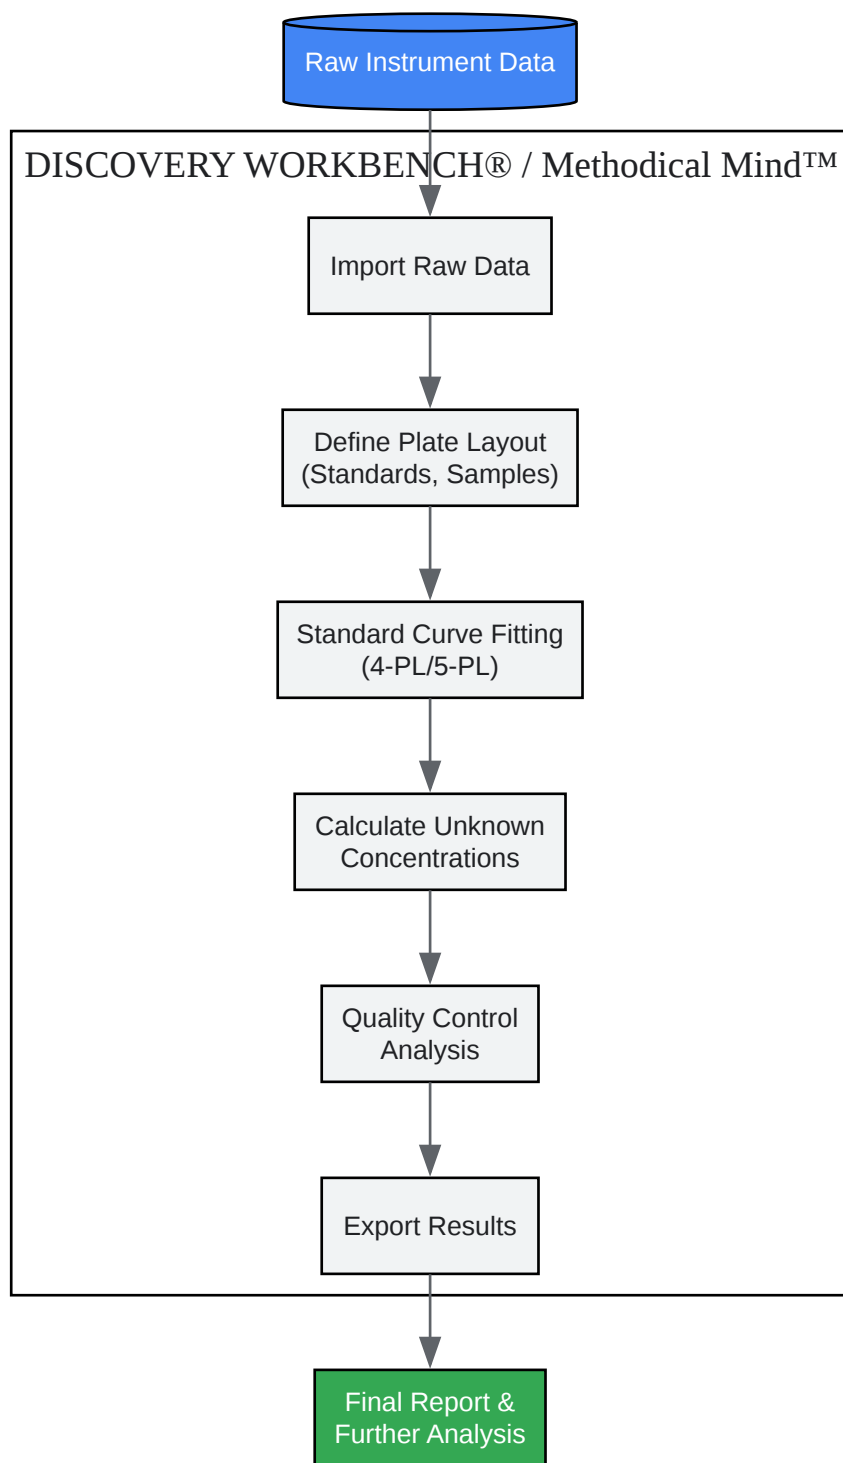 Raw Instrument Data
DISCOVERY WORKBENCH® / Methodical Mind™
Import Raw Data
Define Plate Layout
(Standards, Samples)
Standard Curve Fitting
(4-PL/5-PL)
Calculate Unknown
Concentrations
Quality Control
Analysis
Export Results
Final Report &
Further Analysis